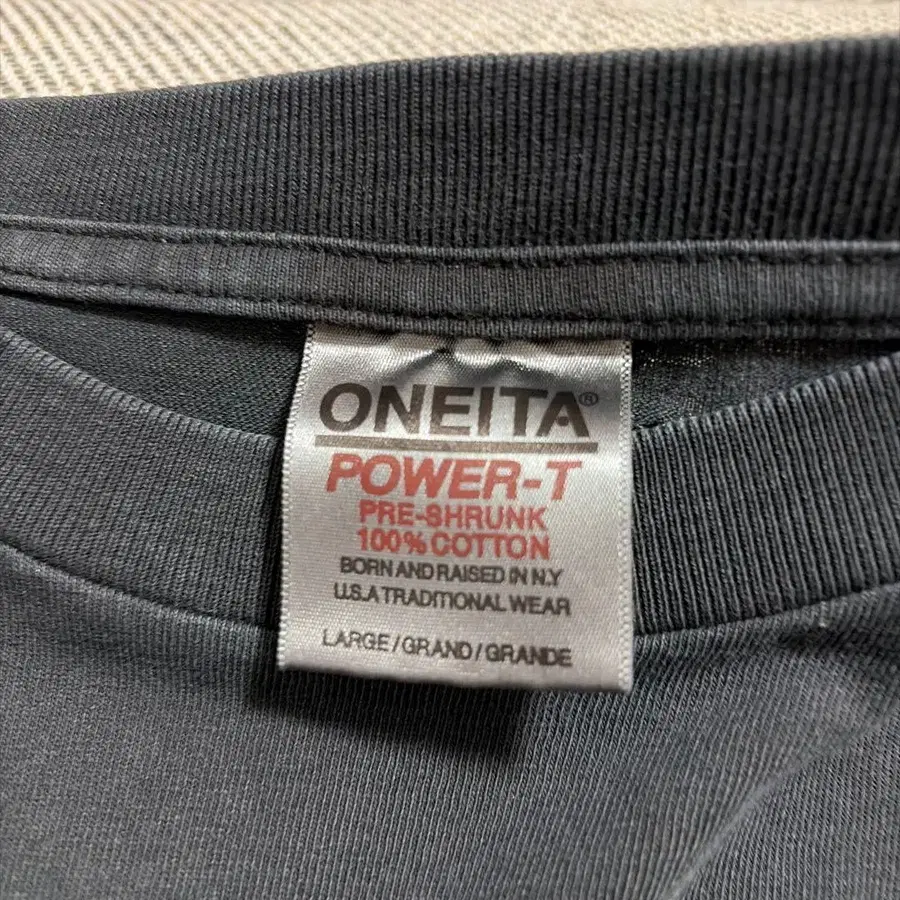 ONEITA®
POWER-T
PRE-SHRUNK
100% COTTON
BORN AND RAISED IN N.Y
U.S.A TRADITIONAL WEAR
LARGE/GRAND/GRANDE